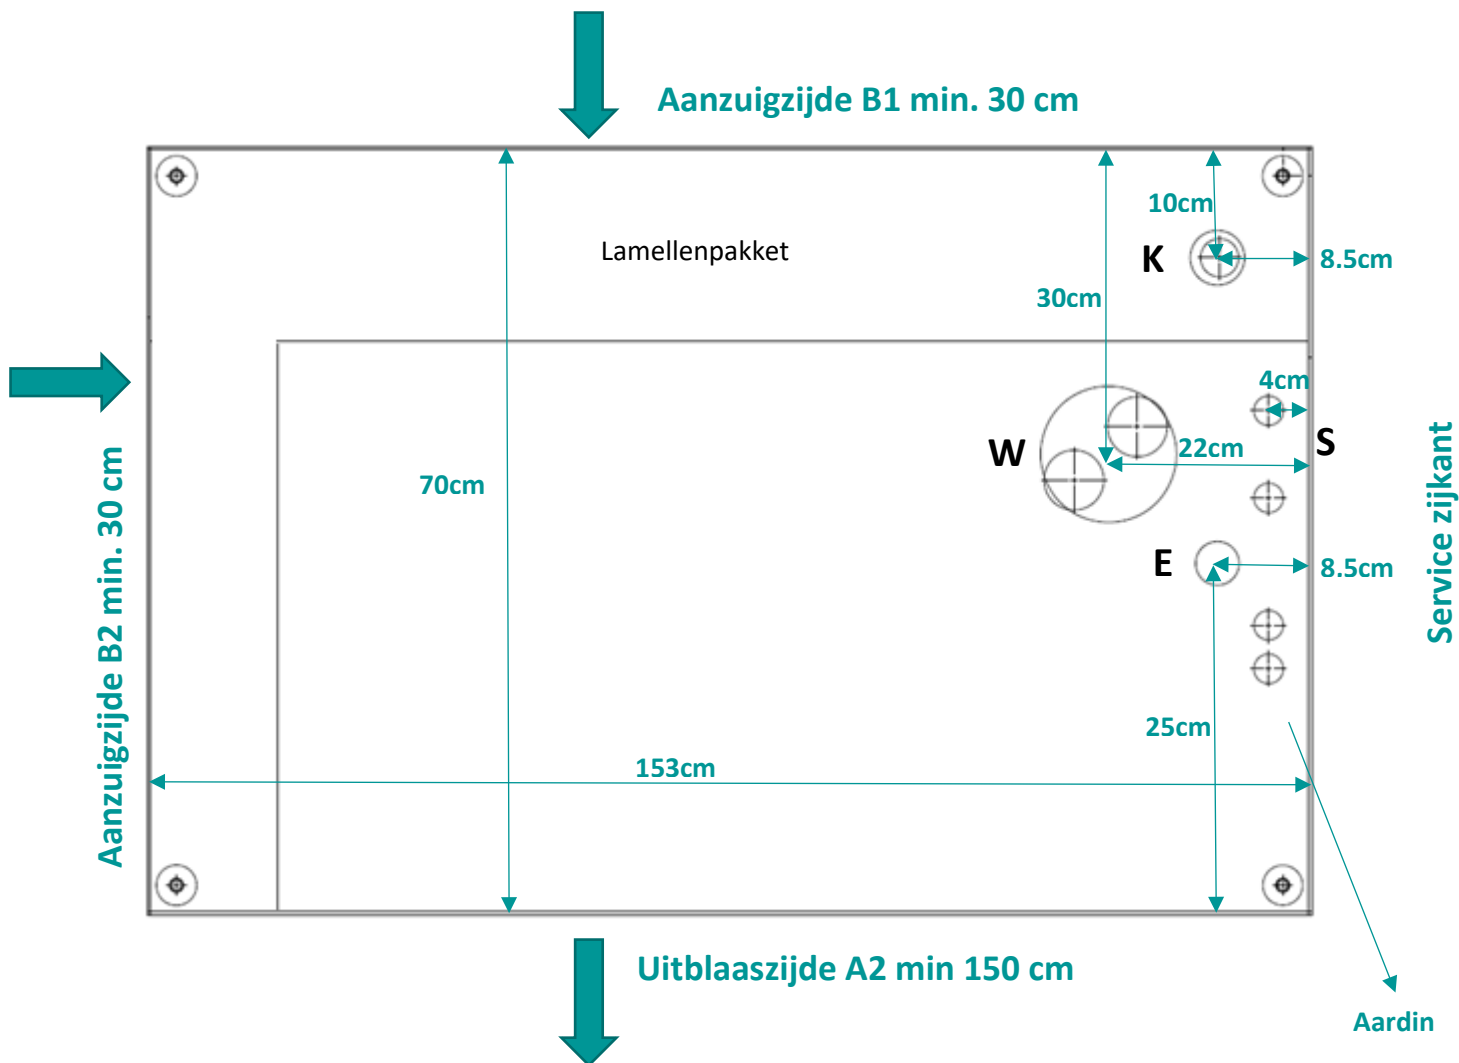 Aanzuigzijde B1 min. 30 cm
10cm
Lamellenpakket
K
8.5cm
30cm
4cm
W
22cm
S
70cm
E
8.5cm
Aanzuigzijde B2 min. 30 cm
Service zijkant
25cm
153cm
Uitblaaszijde A2 min 150 cm
Aardin